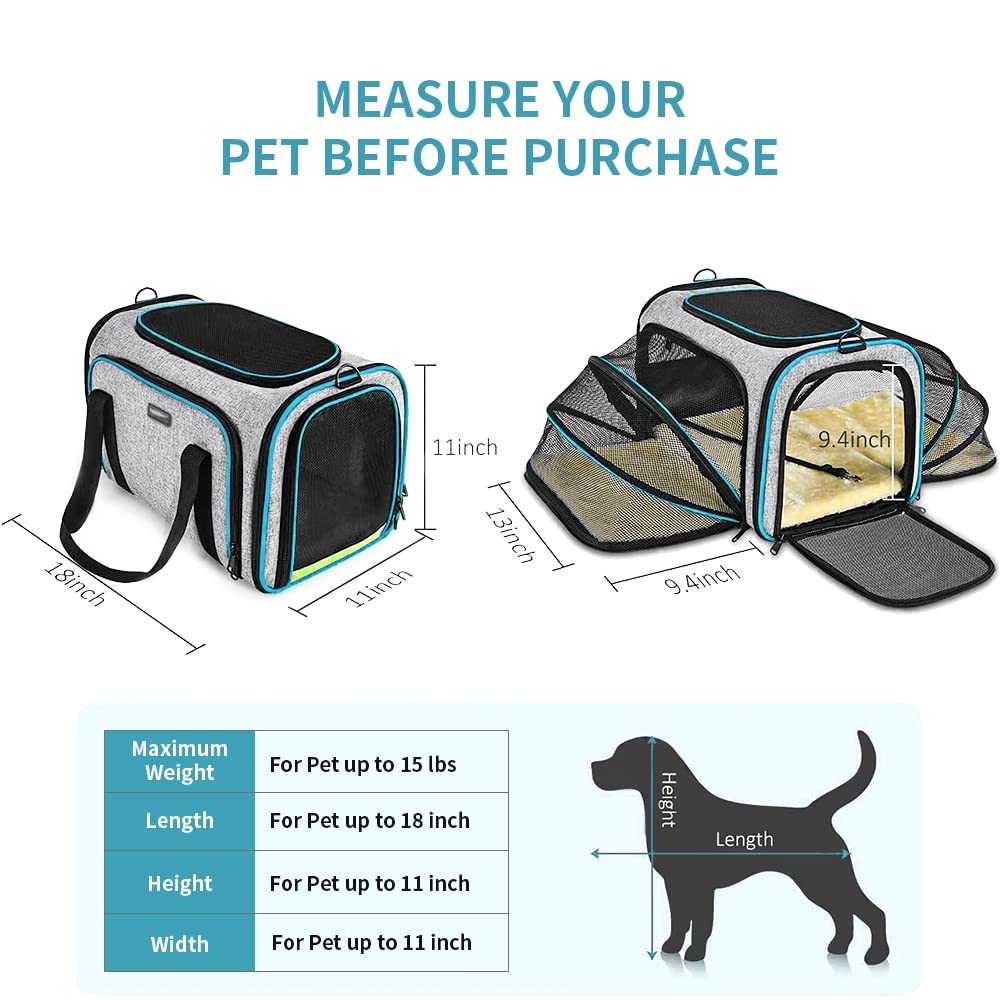 MEASURE YOUR
PET BEFORE PURCHASE
11inch
18inch
11inch
9.4inch
13inch
9.4inch
Maximum
Weight
For Pet up to 15 lbs
Length
For Pet up to 18 inch
Height
For Pet up to 11 inch
Width
For Pet up to 11 inch
Height
Length